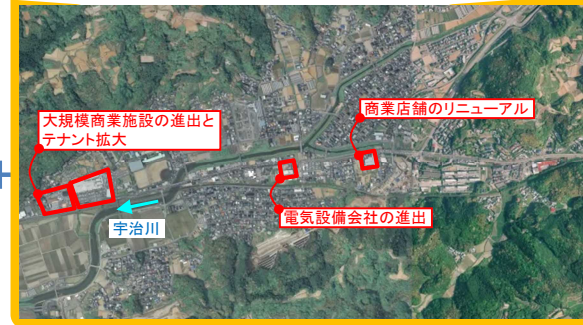 大規模商業施設の進出と
テナント拡大
商業店舗のリニューアル
電気設備会社の進出
宇治川